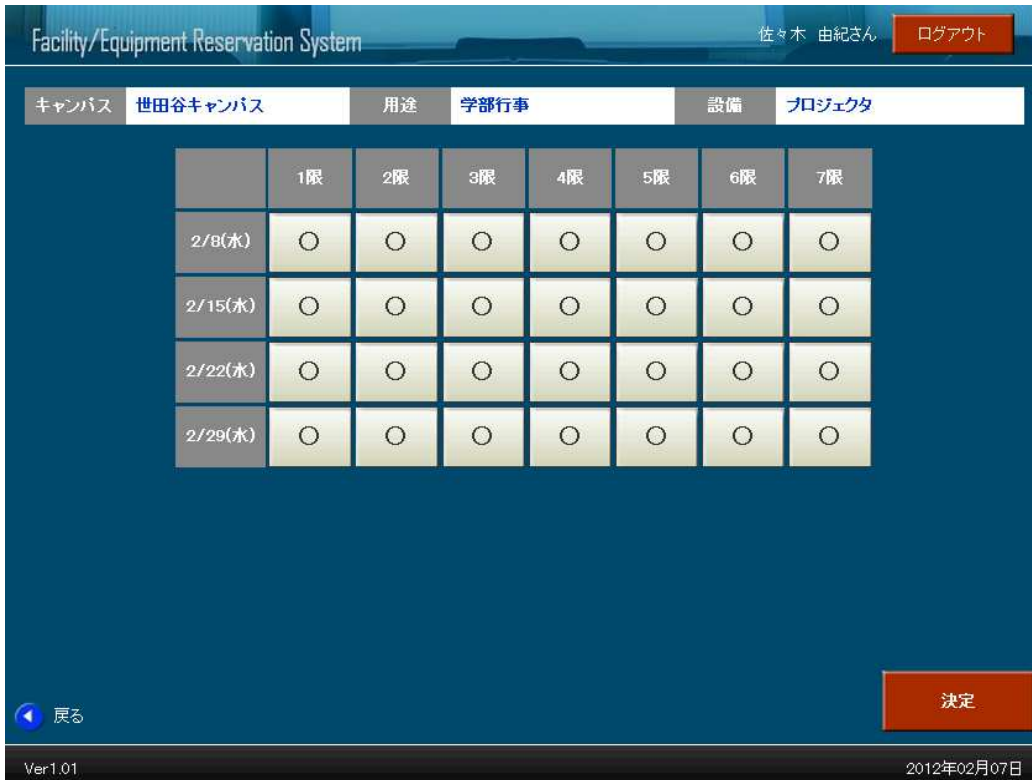 Facility/Equipment Reservation System 佐々木 由紀さん ログアウト
キャンパス 世田谷キャンパス 用途 学部行事 設備 プロジェクタ
1限 2限 3限 4限 5限 6限 7限
2/8(水) ○ ○ ○ ○ ○ ○ ○
2/15(水) ○ ○ ○ ○ ○ ○ ○
2/22(水) ○ ○ ○ ○ ○ ○ ○
2/29(水) ○ ○ ○ ○ ○ ○ ○
戻る 決定
Ver1.01 2012年02月07日